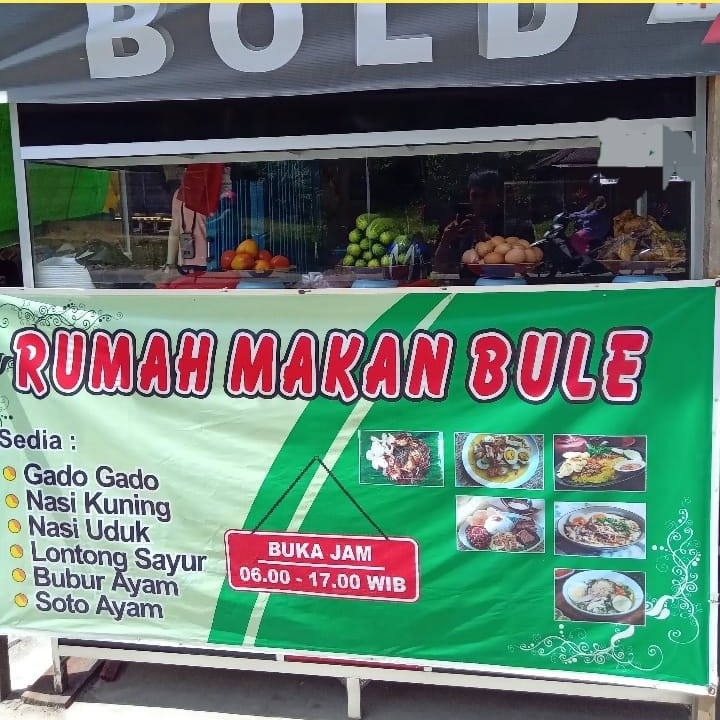 BOLD
RUMAH MAKAN BULE
Sedia :
Gado Gado
Nasi Kuning
Nasi Uduk
Lontong Sayur
Bubur Ayam
Soto Ayam
BUKA JAM
06.00 - 17.00 WIB